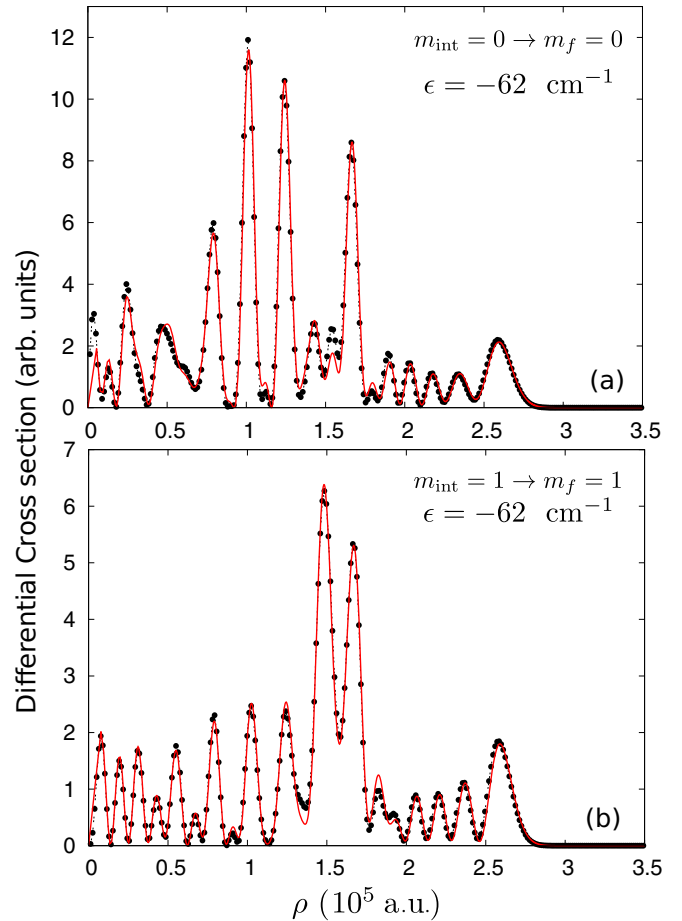 Differential Cross section (arb. units)
12
10
8
6
4
2
0
m_int = 0 → m_f = 0
ϵ = −62 cm⁻¹
(a)
0 0.5 1 1.5 2 2.5 3 3.5
7
6
5
4
3
2
1
0
m_int = 1 → m_f = 1
ϵ = −62 cm⁻¹
(b)
0 0.5 1 1.5 2 2.5 3 3.5
ρ (10⁵ a.u.)